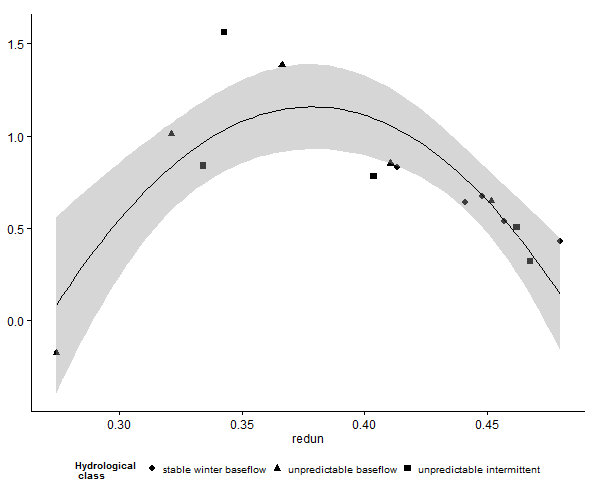 1.5
1.0
0.5
0.0
0.30 0.35 0.40 0.45
redun
Hydrological
class
stable winter baseflow unpredictable baseflow unpredictable intermittent